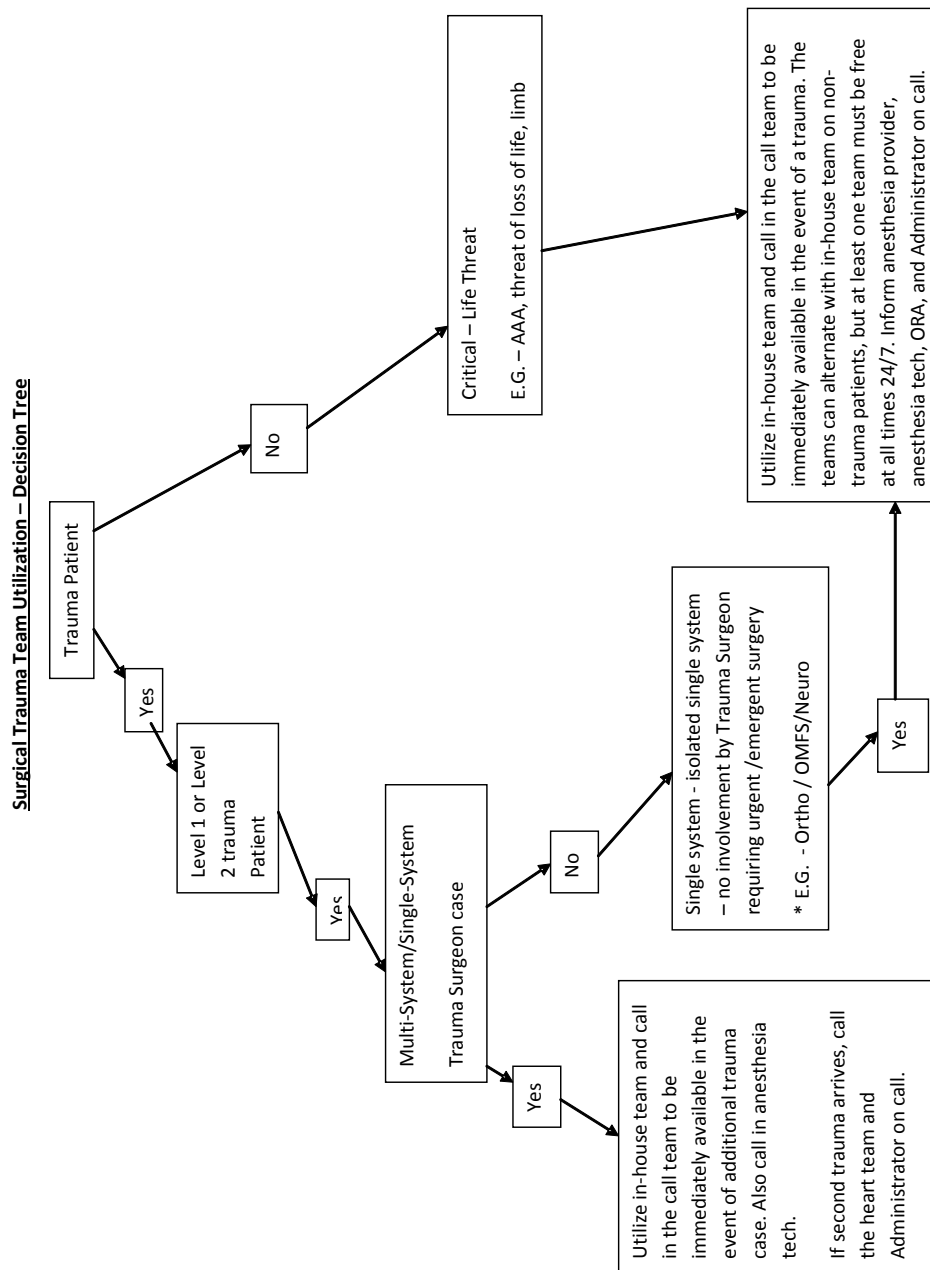 Surgical Trauma Team Utilization – Decision Tree
Trauma Patient
Yes
No
Level 1 or Level
2 trauma
Patient
Yes
Critical – Life Threat
E.G. – AAA, threat of loss of life, limb
Multi-System/Single-System
Trauma Surgeon case
Yes
No
Utilize in-house team and call
in the call team to be
immediately available in the
event of additional trauma
case. Also call in anesthesia
tech.
If second trauma arrives, call
the heart team and
Administrator on call.
Single system - isolated single system
– no involvement by Trauma Surgeon
requiring urgent /emergent surgery
* E.G. - Ortho / OMFS/Neuro
Yes
Utilize in-house team and call in the call team to be
immediately available in the event of a trauma. The
teams can alternate with in-house team on non-
trauma patients, but at least one team must be free
at all times 24/7. Inform anesthesia provider,
anesthesia tech, ORA, and Administrator on call.